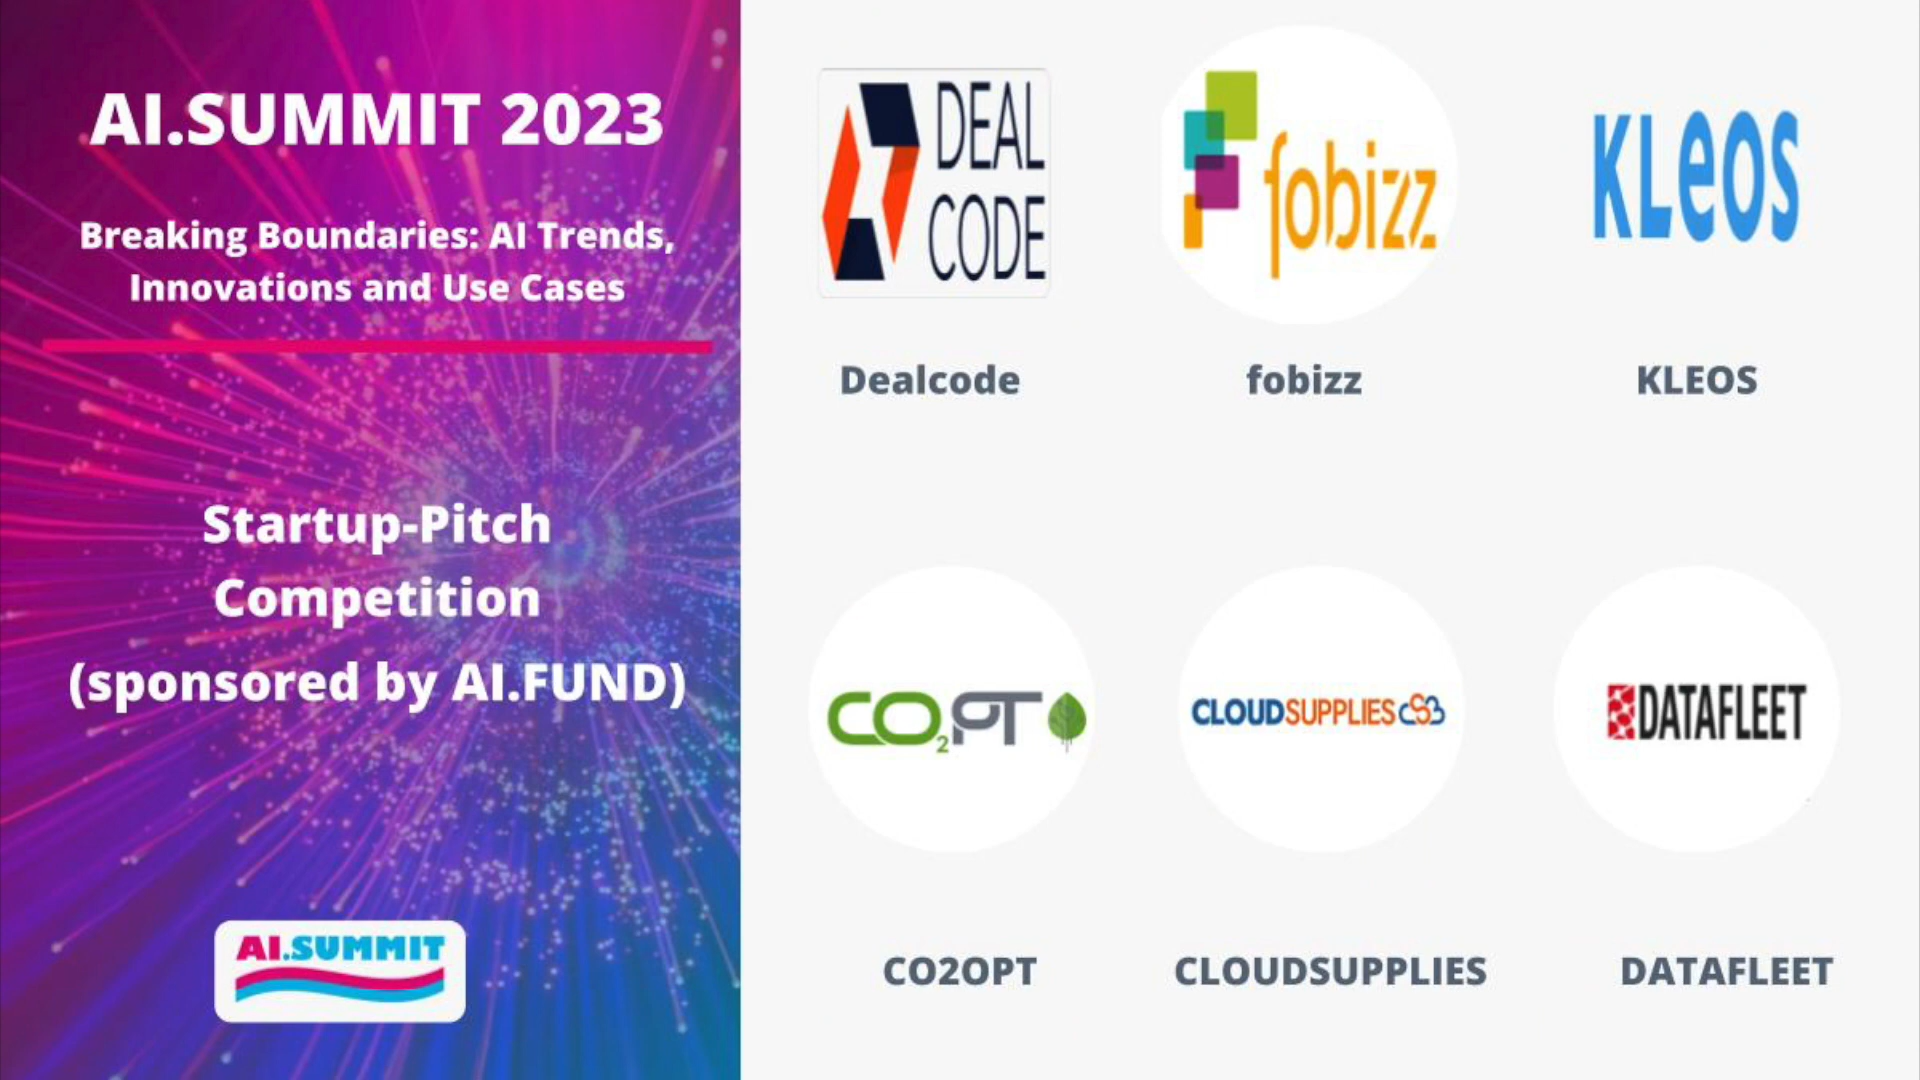 AI.SUMMIT 2023
Breaking Boundaries: AI Trends,
Innovations and Use Cases
Startup-Pitch
Competition
(sponsored by AI.FUND)
AI.SUMMIT
DEAL
CODE
fobizz
KLeos
Dealcode
fobizz
KLEOS
CO2PT
CLOUDSUPPLIES
DATAFLEET
CO2OPT
CLOUDSUPPLIES
DATAFLEET